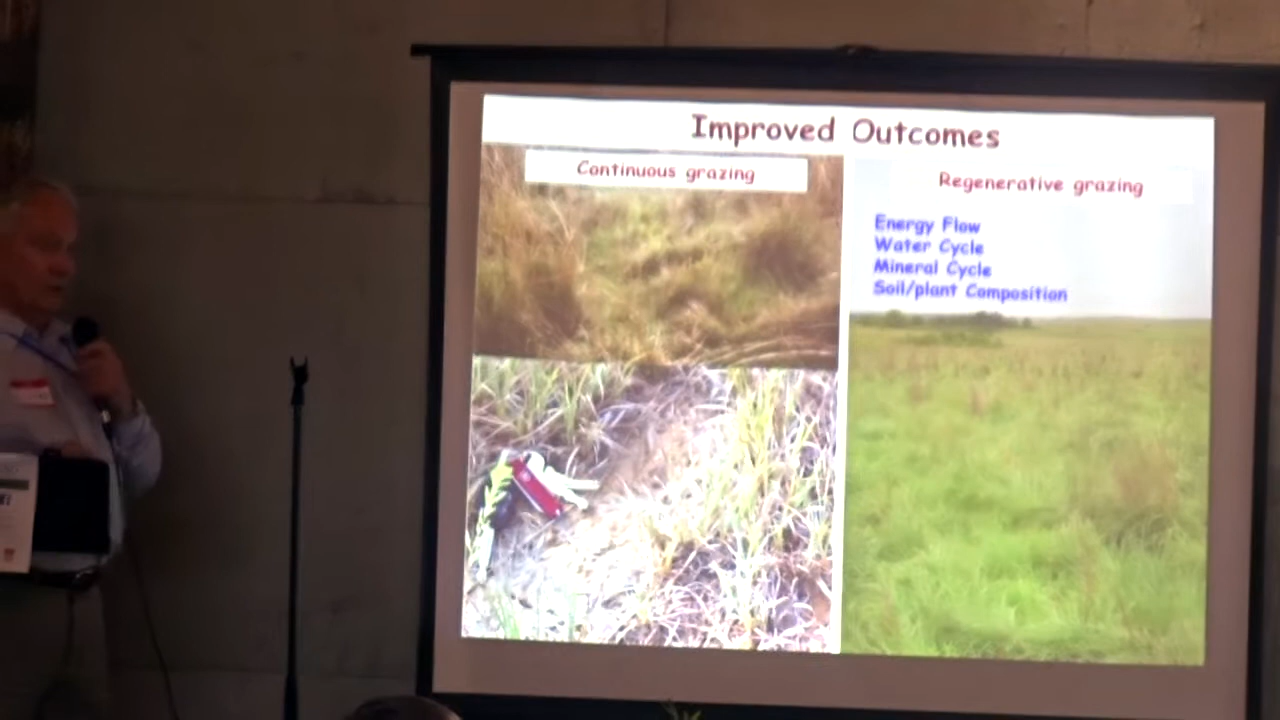 Improved Outcomes
Continuous grazing
Regenerative grazing
Energy Flow
Water Cycle
Mineral Cycle
Soil/plant Composition